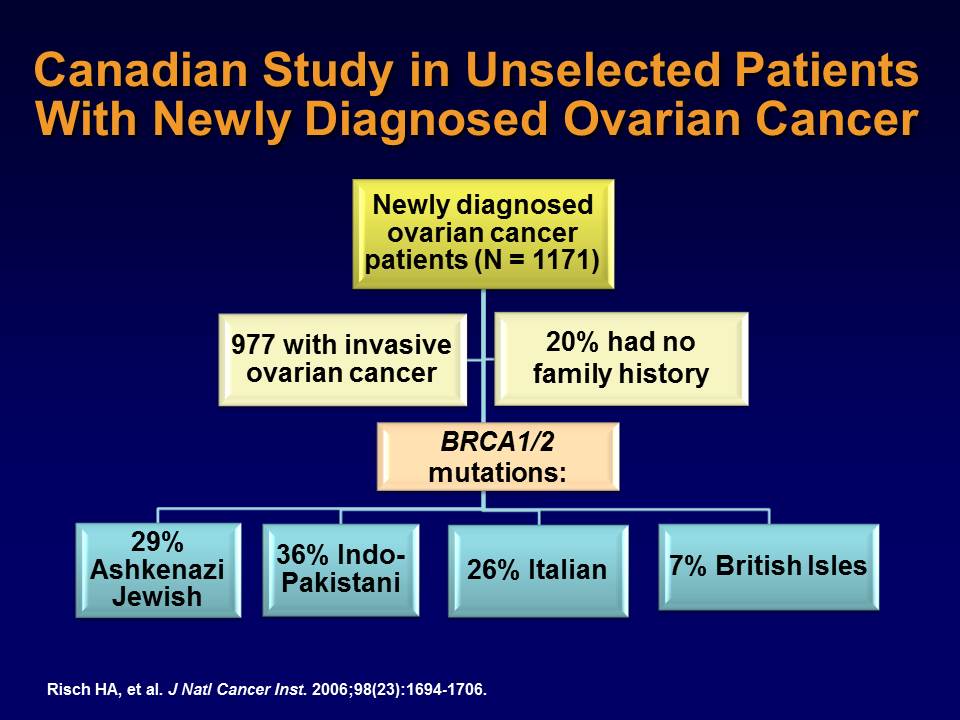 Canadian Study in Unselected Patients
With Newly Diagnosed Ovarian Cancer
Newly diagnosed
ovarian cancer
patients (N = 1171)
977 with invasive
ovarian cancer
20% had no
family history
BRCA1/2
mutations:
29%
Ashkenazi
Jewish
36% Indo-
Pakistani
26% Italian
7% British Isles
Risch HA, et al. J Natl Cancer Inst. 2006;98(23):1694-1706.